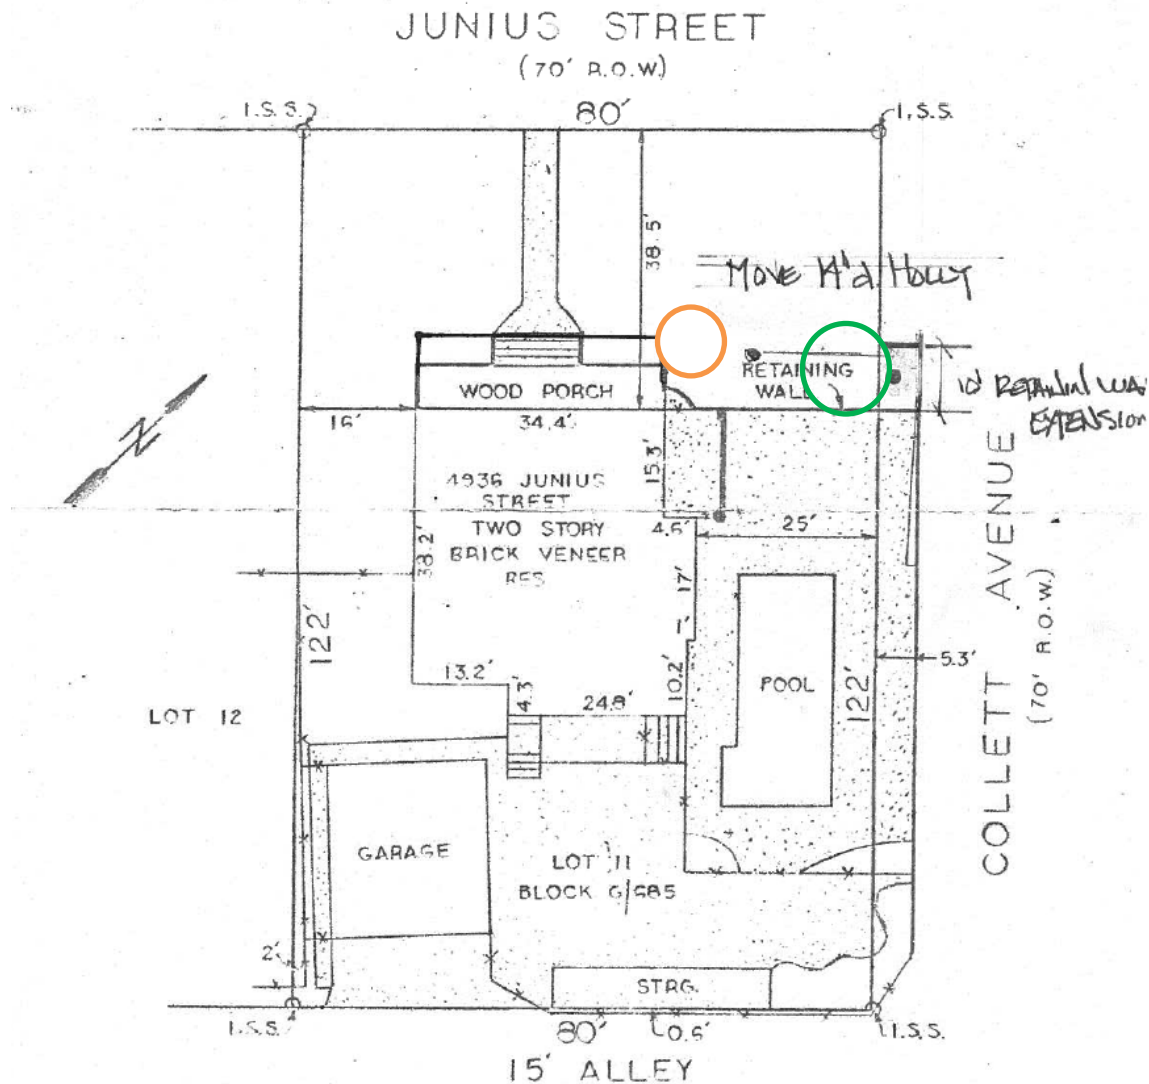 JUNIUS STREET
(70' R.O.W.)
I.S.S.
80'
I.S.S.
38.5'
MOVE 14"d HOLLY
RETAINING
WALL
WOOD PORCH
10' RETAININ WA
EXTENSION
16'
34.4'
15.3'
4936 JUNIUS
STREET
TWO STORY
BRICK VENEER
RES
4.6'
25'
38.2'
17'
122'
13.2'
4.3'
24.8'
10.2'
POOL
122'
5.3'
COLLETT AVENUE
(70' R.O.W.)
LOT 12
GARAGE
LOT 11
BLOCK G/685
2'
STRG.
I.S.S.
80'
0.6'
I.S.S.
15' ALLEY
N